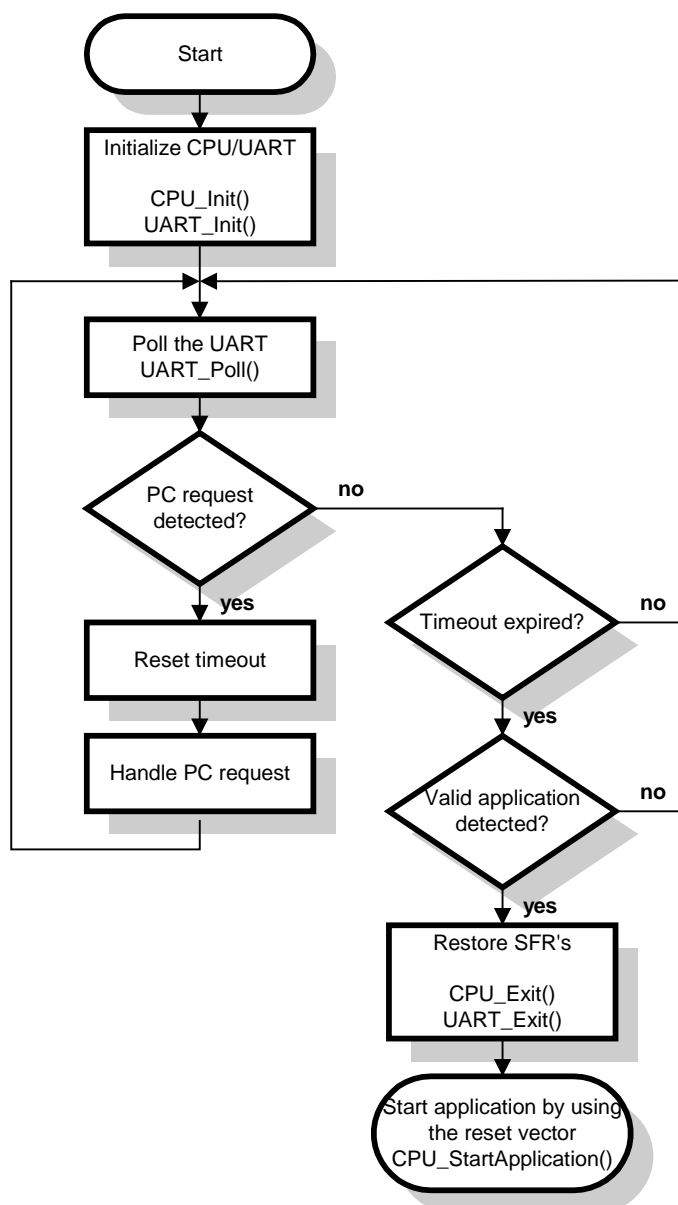 Start
Initialize CPU/UART
CPU_Init()
UART_Init()
Poll the UART
UART_Poll()
PC request
detected?
no
yes
Reset timeout
Handle PC request
Timeout expired?
no
yes
Valid application
detected?
no
yes
Restore SFR's
CPU_Exit()
UART_Exit()
Start application by using
the reset vector
CPU_StartApplication()